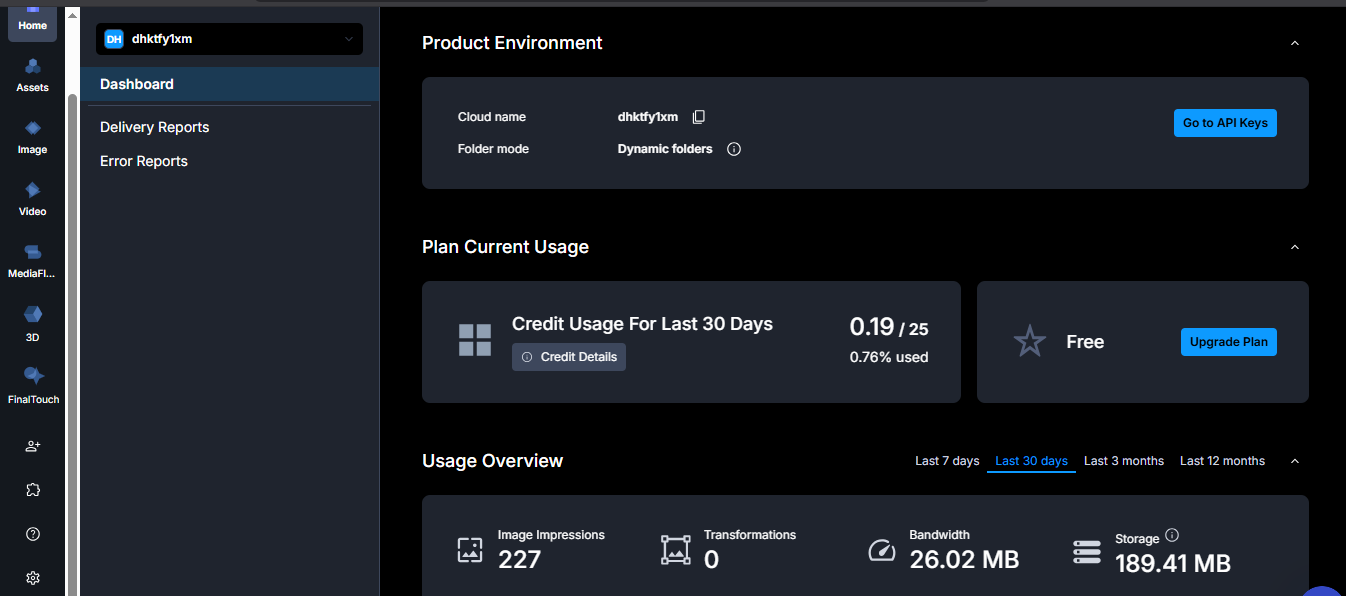 Home
Assets
Image
Video
MediaFl...
3D
FinalTouch
DH dhktfy1xm
Dashboard
Delivery Reports
Error Reports
Product Environment
Cloud name dhktfy1xm
Go to API Keys
Folder mode Dynamic folders
Plan Current Usage
Credit Usage For Last 30 Days
Credit Details
0.19 / 25
0.76% used
Free
Upgrade Plan
Usage Overview
Last 7 days Last 30 days Last 3 months Last 12 months
Image Impressions
227
Transformations
0
Bandwidth
26.02 MB
Storage
189.41 MB